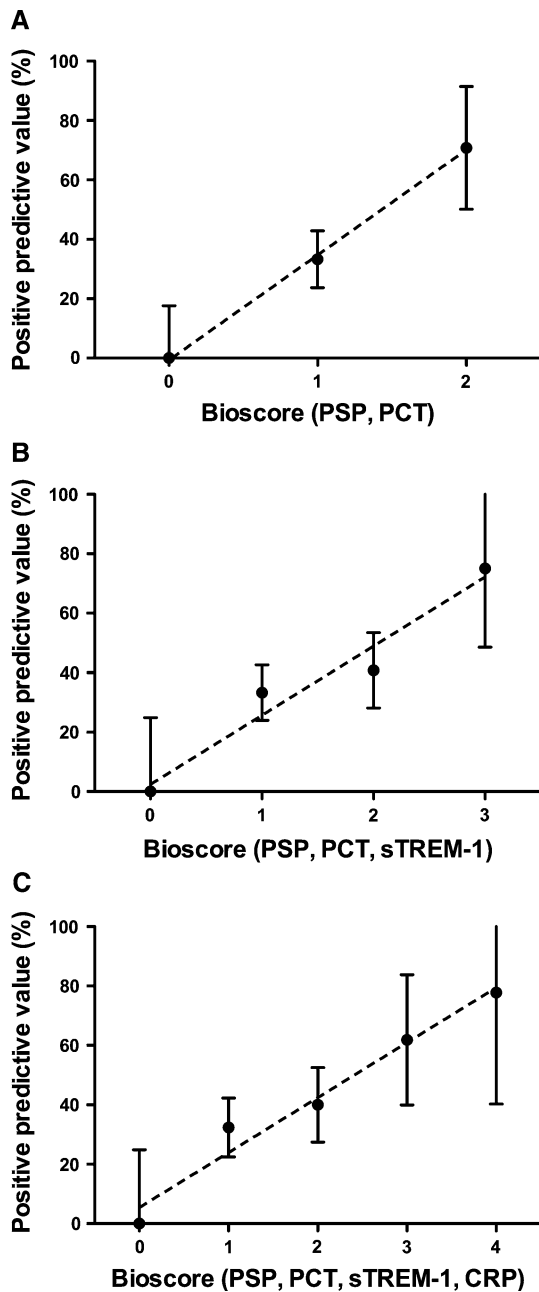 A
Positive predictive value (%)
100
80
60
40
20
0
0 1 2
Bioscore (PSP, PCT)
B
Positive predictive value (%)
100
80
60
40
20
0
0 1 2 3
Bioscore (PSP, PCT, sTREM-1)
C
Positive predictive value (%)
100
80
60
40
20
0
0 1 2 3 4
Bioscore (PSP, PCT, sTREM-1, CRP)